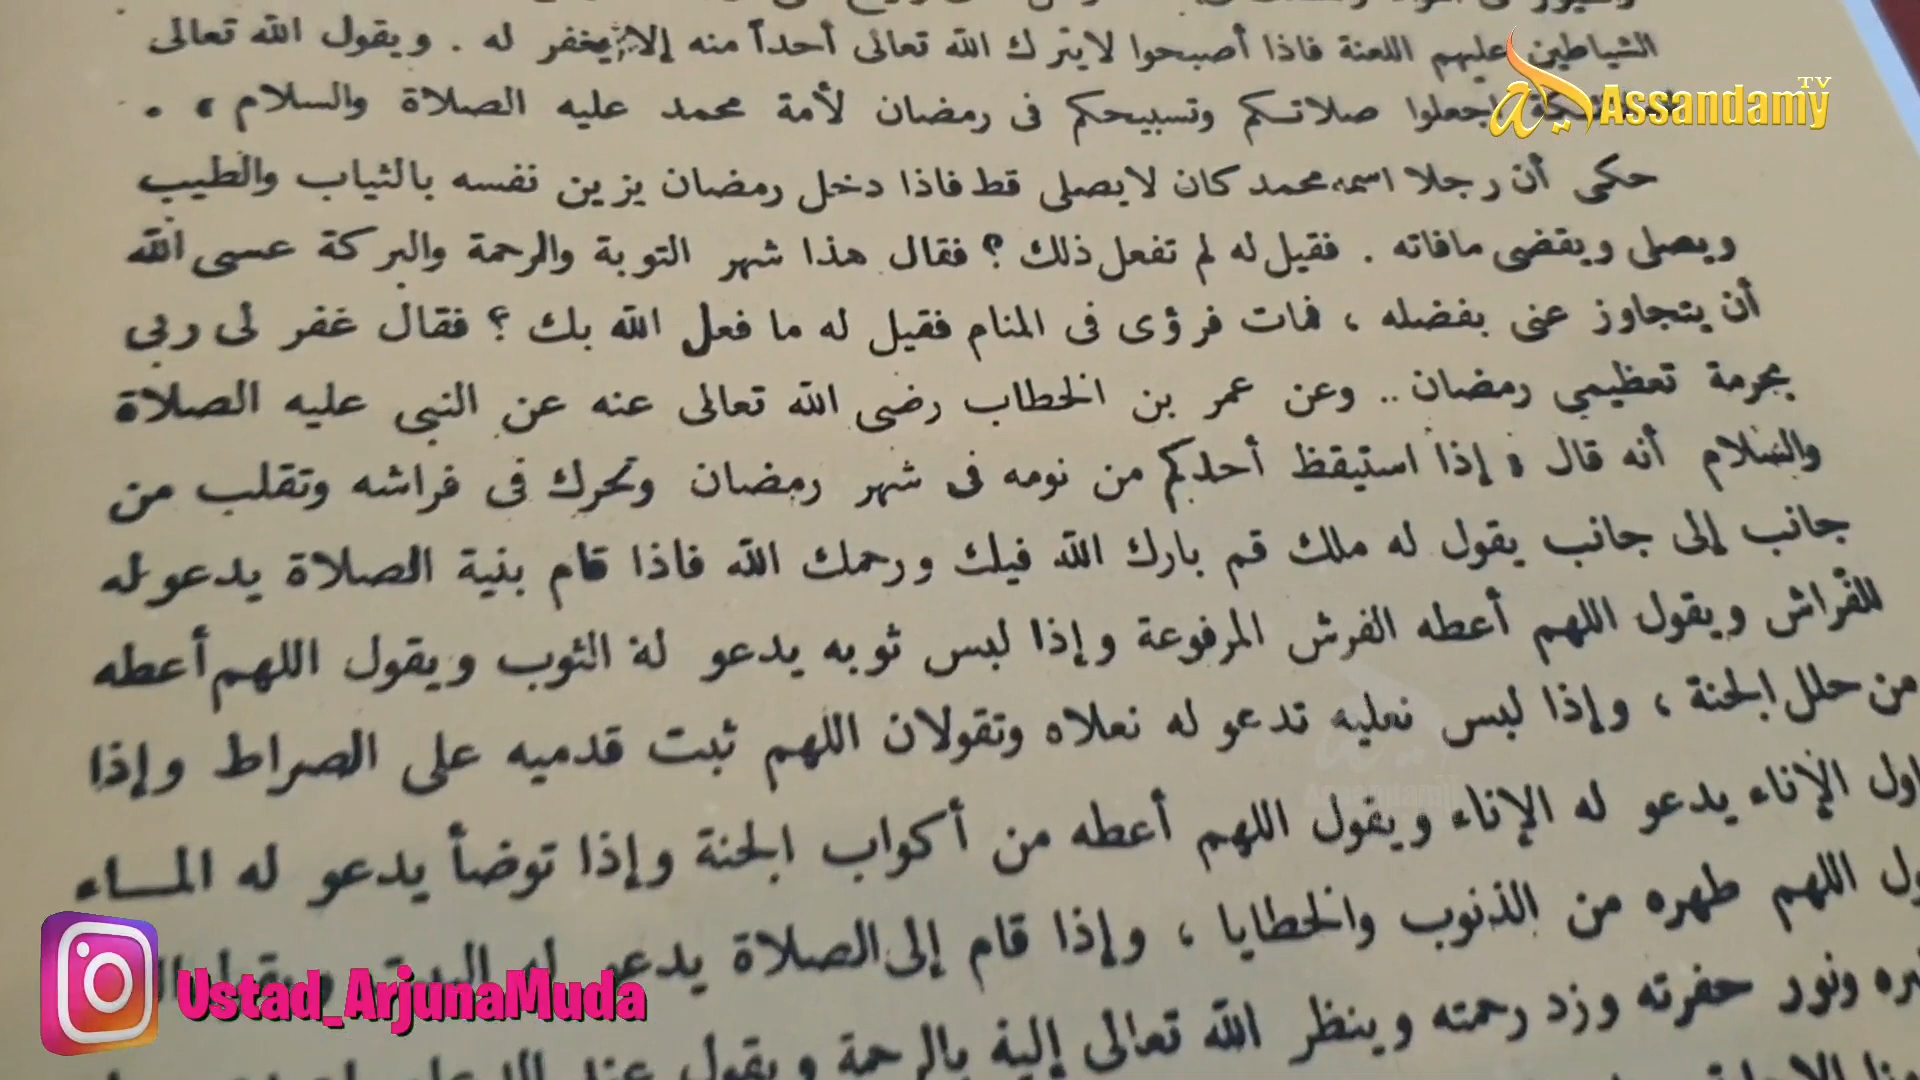 الشياطين عليهم اللعنة فاذا أصبحوا لايترك الله تعالى أحداً منه إلا يغفر له . ويقول الله تعالى
اجعلوا صلاتكم وتسبيحكم فى رمضان لأمة محمد عليه الصلاة والسلام » .
Assandamy TV
حكى أن رجلا اسمه محمد كان لايصلى قط فاذا دخل رمضان يزين نفسه بالثياب والطيب
ويصلى ويقضى مافاته . فقيل له لم تفعل ذلك ؟ فقال هذا شهر التوبة والرحمة والبركة عسى الله
أن يتجاوز عنى بفضله ، فمات فرؤى فى المنام فقيل له ما فعل الله بك ؟ فقال غفر لى ربى
بحرمة تعظيمى رمضان .. وعن عمر بن الخطاب رضى الله تعالى عنه عن النبى عليه الصلاة
والسلام أنه قال « إذا استيقظ أحدكم من نومه فى شهر رمضان وتحرك فى فراشه وتقلب من
جانب إلى جانب يقول له ملك قم بارك الله فيك ورحمك الله فاذا قام بنية الصلاة يدعو له
الفراش ويقول اللهم أعطه الفرش المرفوعة وإذا لبس ثوبه يدعو له الثوب ويقول اللهم أعطه
من حلل الجنة ، وإذا لبس نعليه تدعو له نعلاه وتقولان اللهم ثبت قدميه على الصراط وإذا
الإناء يدعو له الإناء ويقول اللهم أعطه من أكواب الجنة وإذا توضأ يدعو له المـاء
اللهم طهره من الذنوب والخطايا ، وإذا قام إلى الصلاة يدعو له البيت ويقول
ونور حفرته وزد رحمته وينظر الله تعالى إليه بالرحمة ويقول عند
Ustad_ArjunaMuda